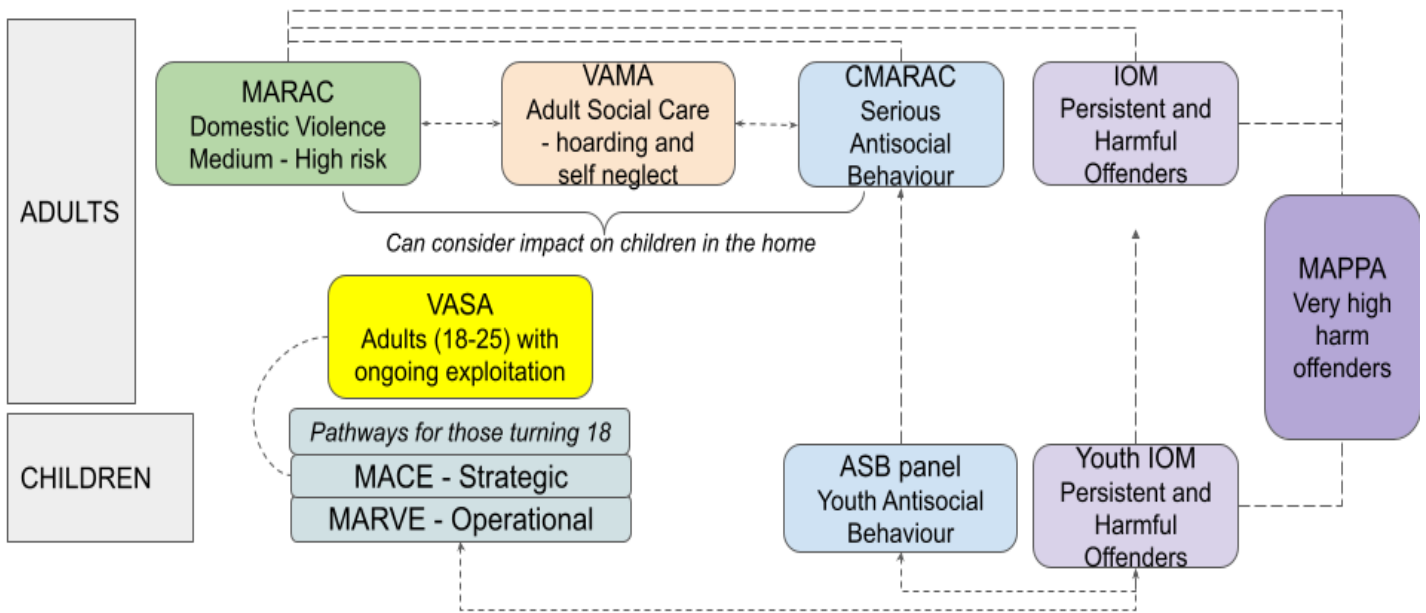 MARAC
Domestic Violence
Medium - High risk
VAMA
Adult Social Care
- hoarding and
self neglect
CMARAC
Serious
Antisocial
Behaviour
IOM
Persistent and
Harmful
Offenders
ADULTS
Can consider impact on children in the home
MAPPA
Very high
harm
offenders
VASA
Adults (18-25) with
ongoing exploitation
CHILDREN
Pathways for those turning 18
MACE - Strategic
MARVE - Operational
ASB panel
Youth Antisocial
Behaviour
Youth IOM
Persistent and
Harmful
Offenders